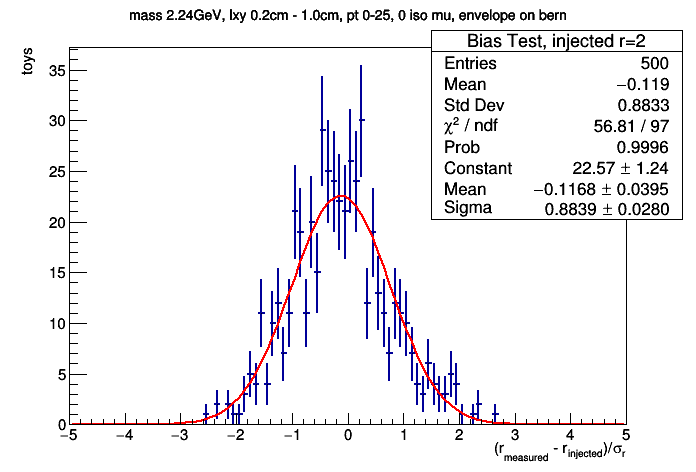 mass 2.24GeV, lxy 0.2cm - 1.0cm, pt 0-25, 0 iso mu, envelope on bern
Bias Test, injected r=2
Entries 500
Mean −0.119
Std Dev 0.8833
χ² / ndf 56.81 / 97
Prob 0.9996
Constant 22.57 ± 1.24
Mean −0.1168 ± 0.0395
Sigma 0.8839 ± 0.0280
toys
35
30
25
20
15
10
5
0
−5 −4 −3 −2 −1 0 1 2 3 4 5
(r_measured - r_injected)/σ_r